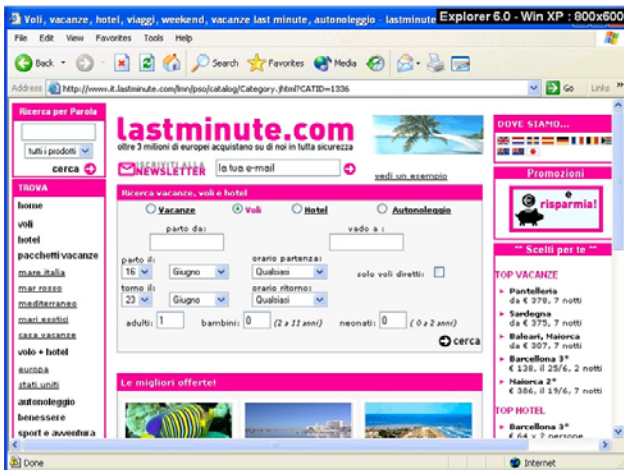 Voli, vacanze, hotel, viaggi, weekend, vacanze last minute, autonoleggio - lastminute
Explorer 6.0 - Win XP : 800x600
File Edit View Favorites Tools Help
Back Search Favorites Media
Address http://www.it.lastminute.com/lmn/pso/catalog/Category.jhtml?CATID=1336 Go Links »
Ricerca per Parola
tutti i prodotti
cerca
TROVA
home
voli
hotel
pacchetti vacanze
mare italia
mar rosso
mediterraneo
mari esotici
casa vacanze
volo + hotel
europa
stati uniti
autonoleggio
benessere
sport e avventura
lastminute.com
oltre 3 milioni di europei acquistano su di noi in tutta sicurezza
ISCRIVITI ALLA
NEWSLETTER
la tua e-mail
vedi un esempio
Ricerca vacanze, voli e hotel
Vacanze Voli Hotel Autonoleggio
parto da: vado a :
parto il: orario partenza:
16 Giugno Qualsiasi solo voli diretti:
torno il: orario ritorno:
23 Giugno Qualsiasi
adulti: 1 bambini: 0 (2 a 11 anni) neonati: 0 ( 0 a 2 anni)
cerca
Le migliori offerte!
DOVE SIAMO...
Promozioni
e
risparmia!
** Scelti per te **
TOP VACANZE
Pantelleria
da € 378, 7 notti
Sardegna
da € 375, 7 notti
Baleari, Maiorca
da € 307, 7 notti
Barcellona 3*
€ 138, il 25/6, 2 notti
Maiorca 2*
€ 386, il 19/6, 7 notti
TOP HOTEL
Barcellona 3*
€ 64 x 2 persone
Done
Internet